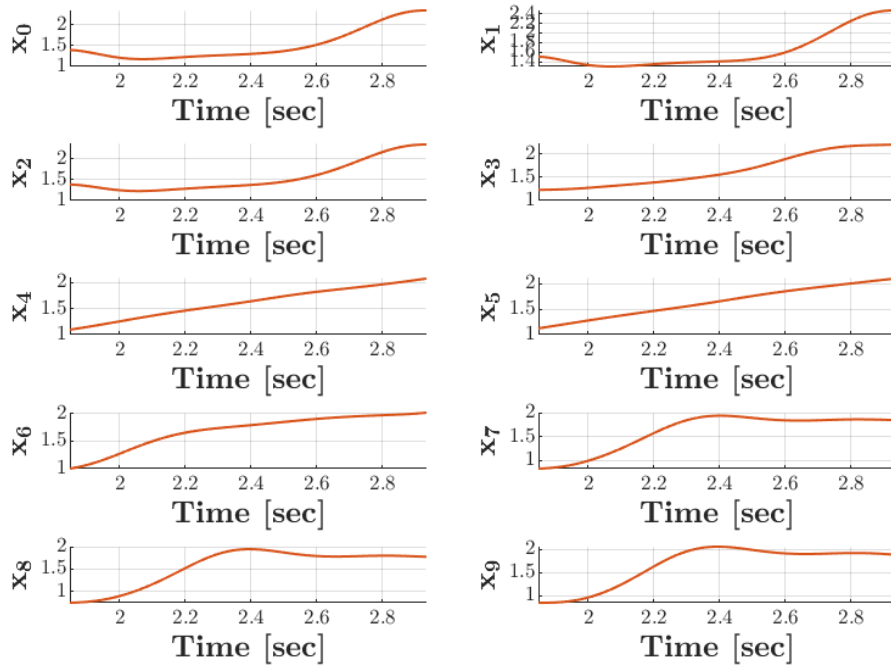 x0 2 1.5 1 2 2.2 2.4 2.6 2.8 Time [sec]
x1 2.4 2.2 2 1.8 1.6 1.4 2 2.2 2.4 2.6 2.8 Time [sec]
x2 2 1.5 1 2 2.2 2.4 2.6 2.8 Time [sec]
x3 2 1.5 1 2 2.2 2.4 2.6 2.8 Time [sec]
x4 2 1.5 1 2 2.2 2.4 2.6 2.8 Time [sec]
x5 2 1.5 1 2 2.2 2.4 2.6 2.8 Time [sec]
x6 2 1.5 1 2 2.2 2.4 2.6 2.8 Time [sec]
x7 2 1.5 1 2 2.2 2.4 2.6 2.8 Time [sec]
x8 2 1.5 1 2 2.2 2.4 2.6 2.8 Time [sec]
x9 2 1.5 1 2 2.2 2.4 2.6 2.8 Time [sec]